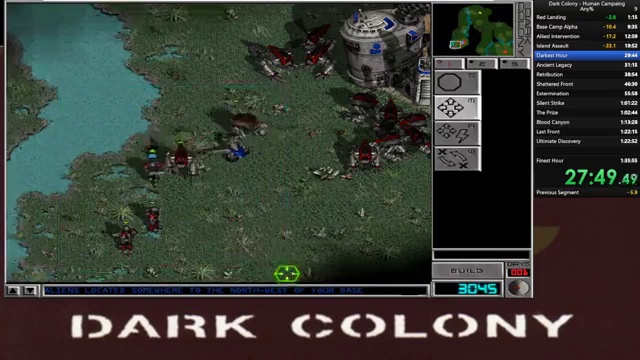 Dark Colony - Human Campaing
Any% 9
Red Landing -2.8 1:15
Base Camp Alpha -10.4 9:35
Allied Intervention -17.2 12:59
Island Assault -23.1 19:52
Darkest Hour 29:44
Ancient Legacy 31:15
Retribution 38:54
Shattered Front 46:30
Extermination 55:58
Silent Strike 1:01:52
The Prize 1:02:44
Blood Canyon 1:13:28
Last Front 1:22:15
Ultimate Discovery 1:22:52
Finest Hour 1:35:55
27:49.49
Previous Segment -5.9
BUILD
DAYS
001
3045
ALIENS LOCATED SOMEWHERE TO THE NORTH-WEST OF YOUR BASE
DARK COLONY